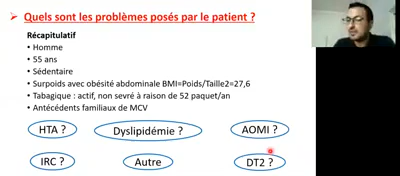 ➢ Quels sont les problèmes posés par le patient ?
Récapitulatif
• Homme
• 55 ans
• Sédentaire
• Surpoids avec obésité abdominale BMI=Poids/Taille2=27,6
• Tabagique : actif, non sevré à raison de 52 paquet/an
• Antécédents familiaux de MCV
HTA ?
Dyslipidémie ?
AOMI ?
IRC ?
Autre
DT2 ?